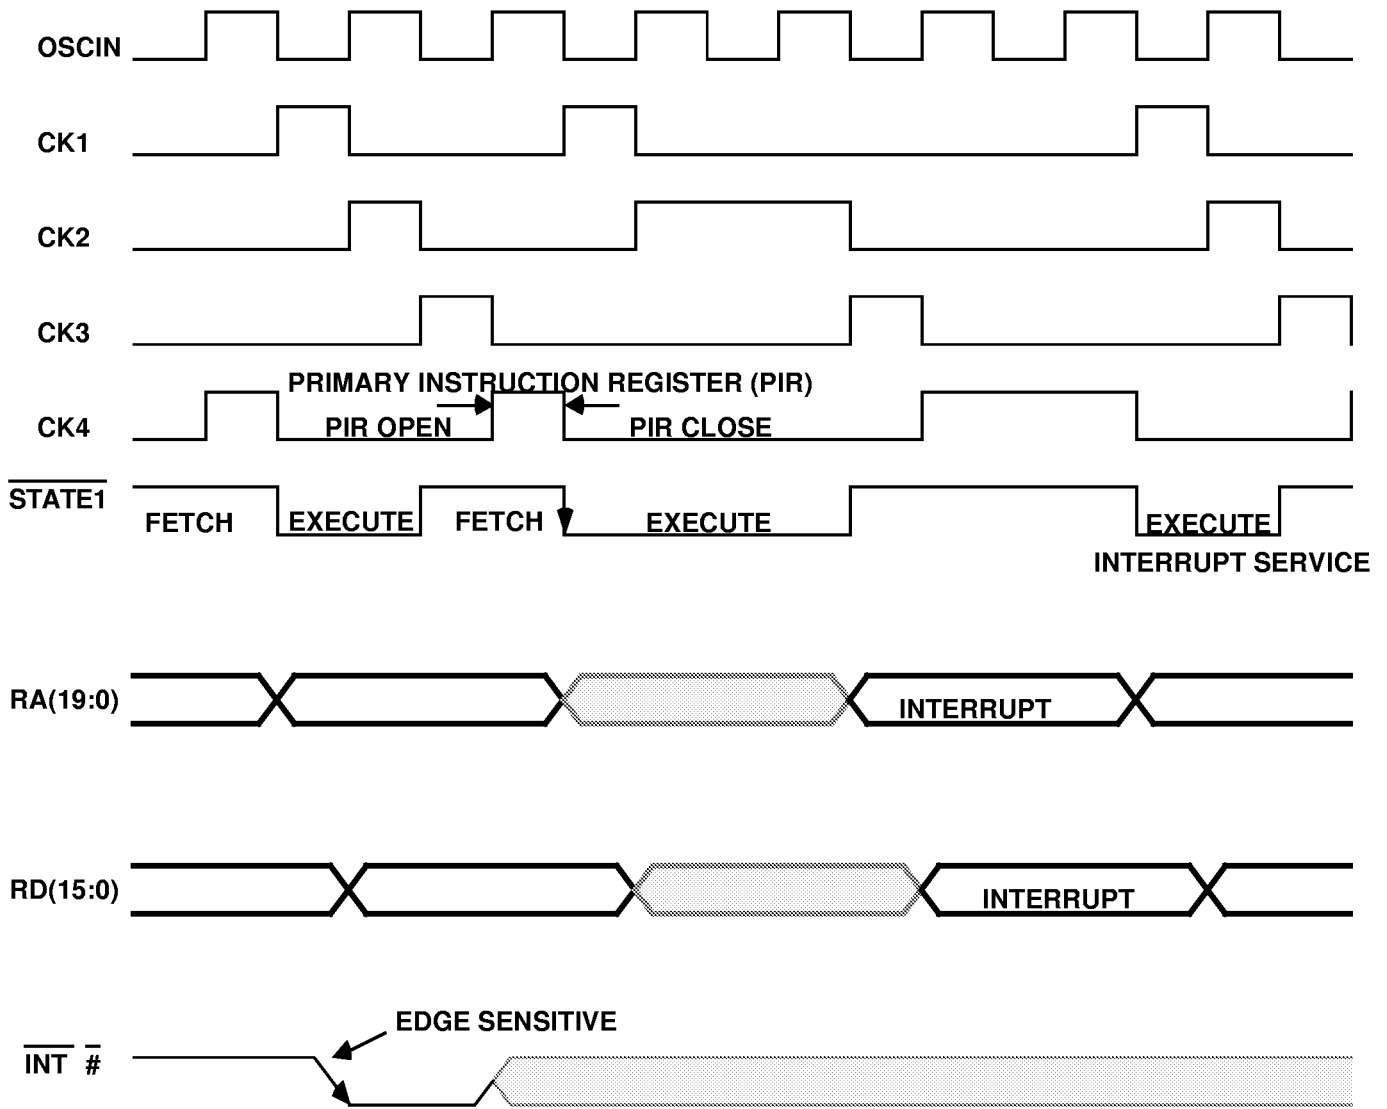 OSCIN
CK1
CK2
CK3
PRIMARY INSTRUCTION REGISTER (PIR)
CK4
PIR OPEN
PIR CLOSE
STATE1
FETCH
EXECUTE
FETCH
EXECUTE
EXECUTE
INTERRUPT SERVICE
RA(19:0)
INTERRUPT
RD(15:0)
INTERRUPT
EDGE SENSITIVE
INT #